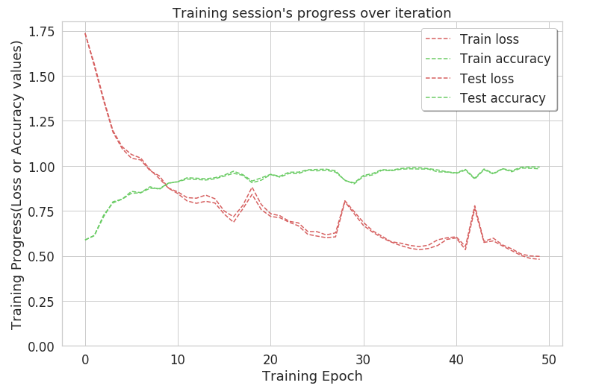 Training session's progress over iteration
Training Progress(Loss or Accuracy values)
1.75
1.50
1.25
1.00
0.75
0.50
0.25
0.00
Train loss
Train accuracy
Test loss
Test accuracy
0 10 20 30 40 50
Training Epoch